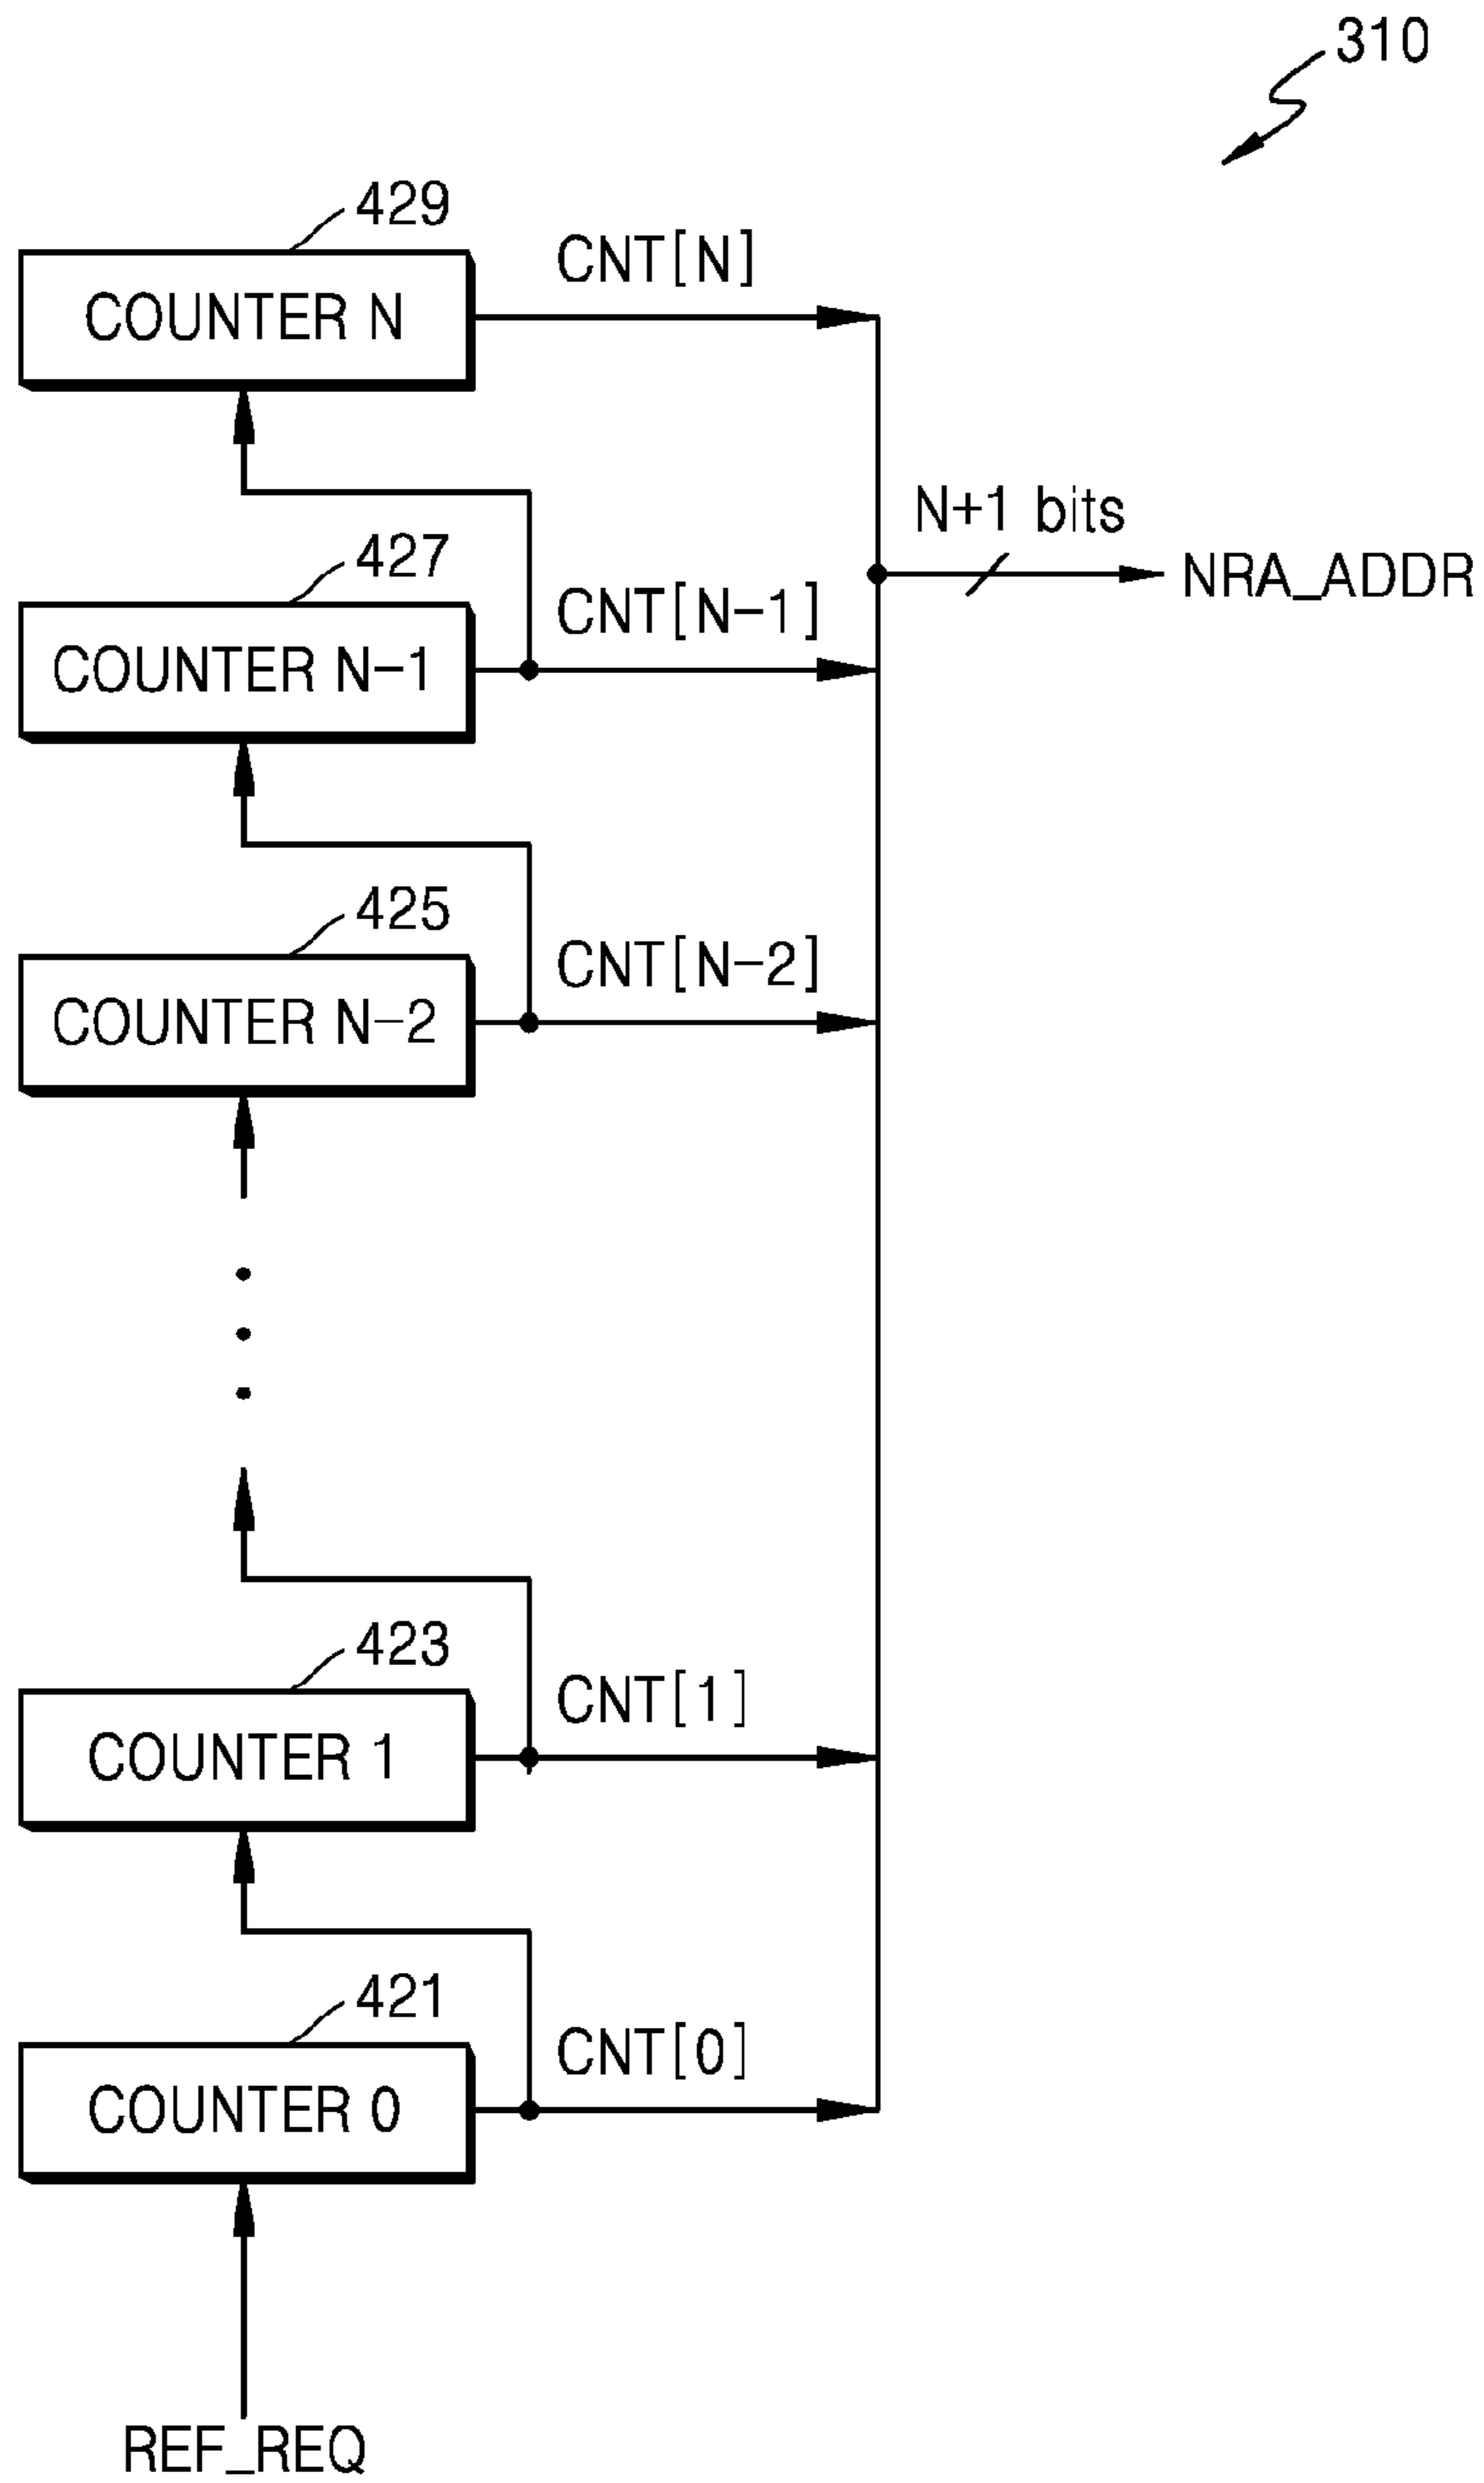 310
429
CNT[N]
COUNTER N
N+1 bits
427
NRA_ADDR
CNT[N-1]
COUNTER N-1
425
CNT[N-2]
COUNTER N-2
423
CNT[1]
COUNTER 1
421
CNT[0]
COUNTER 0
REF_REQ